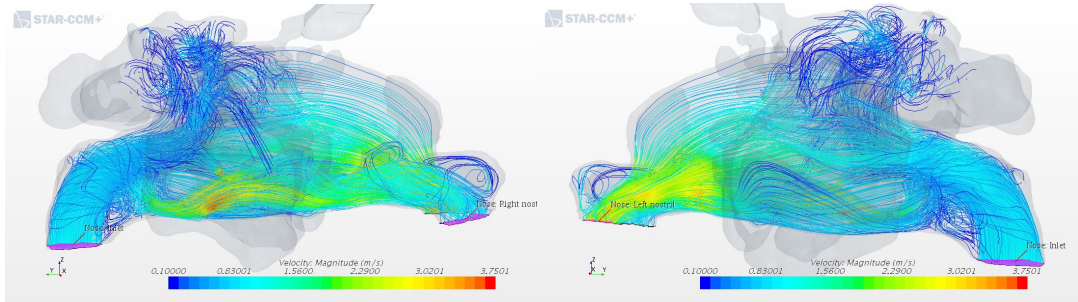 STAR-CCM+
Nose: Right nost
Nose: Inlet
Z
Y
X
Velocity: Magnitude (m/s)
0.10000 0.83001 1.5600 2.2900 3.0201 3.7501
STAR-CCM+
Nose: Left nostril
Nose: Inlet
Z
Y
X
Velocity: Magnitude (m/s)
0.10000 0.83001 1.5600 2.2900 3.0201 3.7501